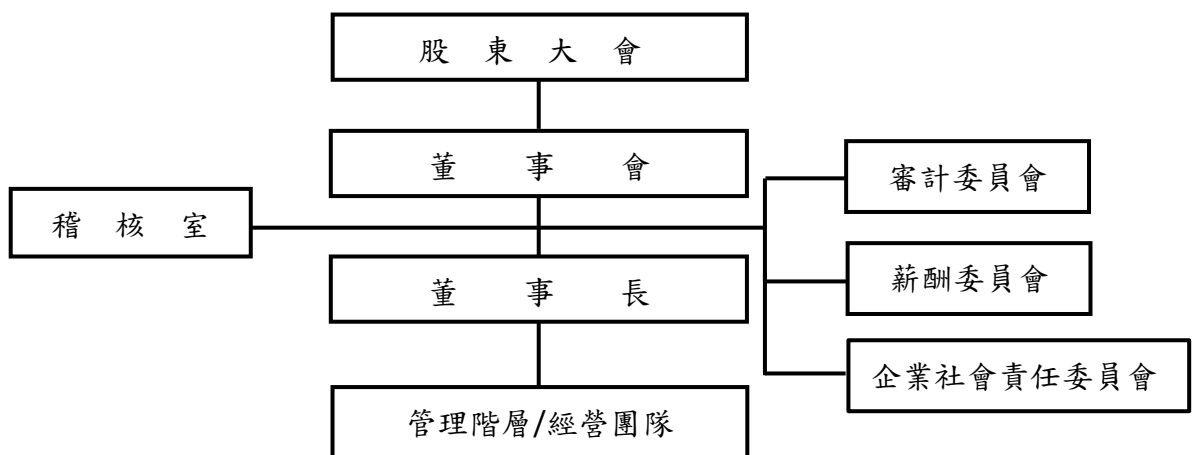 股東大會
董事會
審計委員會
稽核室
薪酬委員會
董事長
企業社會責任委員會
管理階層/經營團隊